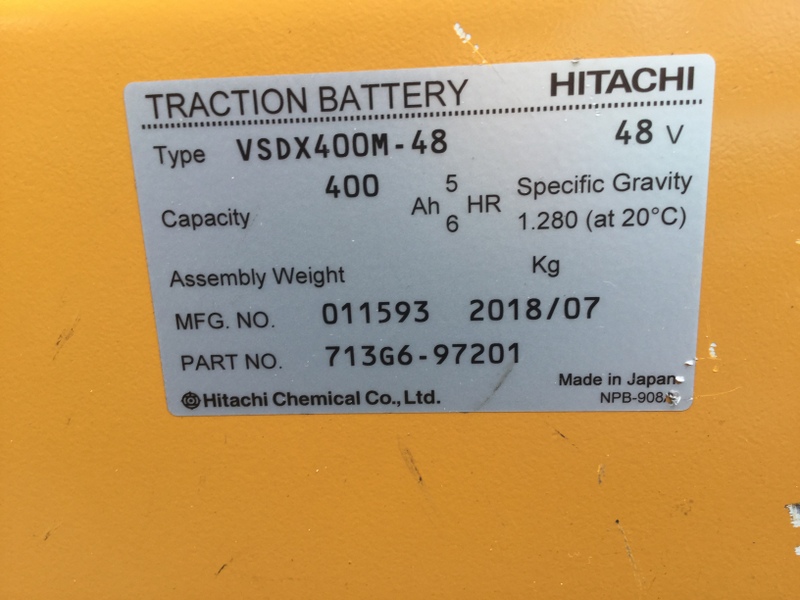 TRACTION BATTERY HITACHI
Type VSDX400M-48 48 V
Capacity 400 Ah 5 6 HR Specific Gravity
1.280 (at 20°C)
Assembly Weight Kg
MFG. NO. 011593 2018/07
PART NO. 713G6-97201
Made in Japan
Hitachi Chemical Co., Ltd.